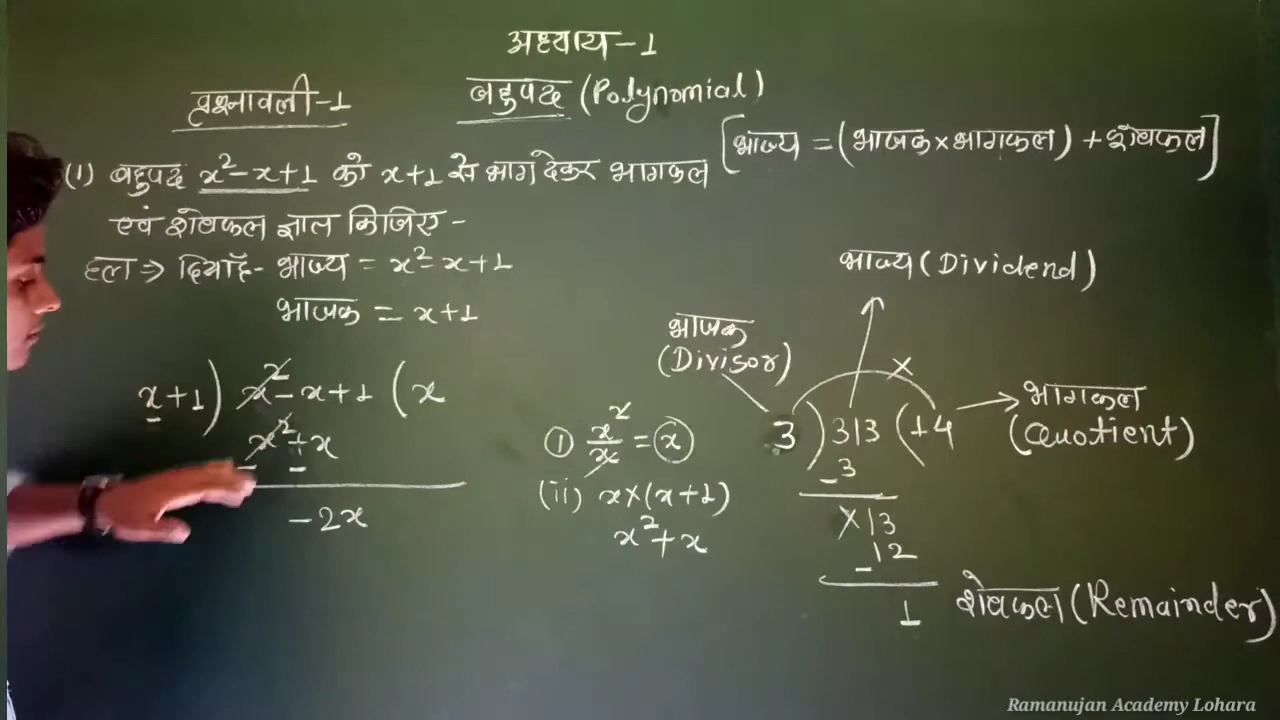 अध्याय-1
बहुपद (Polynomial)
प्रश्नावली-1
[भाज्य = (भाजक × भागफल) + शेषफल]
(1) बहुपद x²-x+1 को x+1 से भाग देकर भागफल
एवं शेषफल ज्ञात किजिए-
हल ⇒ दिया है- भाज्य = x²-x+1
भाजक = x+1
x+1) x²-x+1 (x
x²+x
- -
-2x
① x²/x = x
(ii) x×(x+1)
x²+x
भाज्य (Dividend)
भाजक
(Divisor)
×
3) 313 (14
-3
×13
-12
1
भागफल
(Quotient)
शेषफल (Remainder)
Ramanujan Academy Lohara